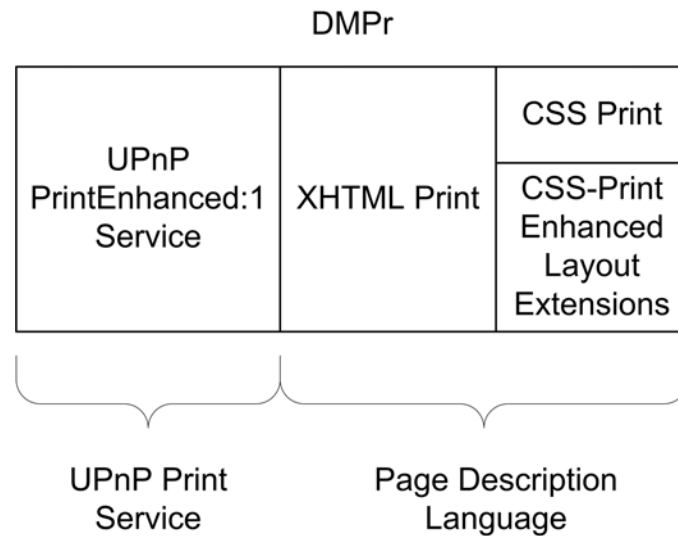 DMPr
UPnP
PrintEnhanced:1
Service
XHTML Print
CSS Print
CSS-Print
Enhanced
Layout
Extensions
UPnP Print
Service
Page Description
Language